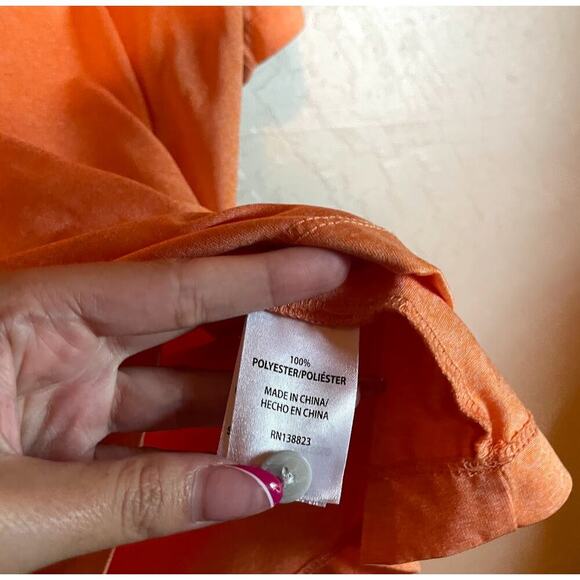 100%
POLYESTER/POLIÉSTER
MADE IN CHINA/
HECHO EN CHINA
RN138823